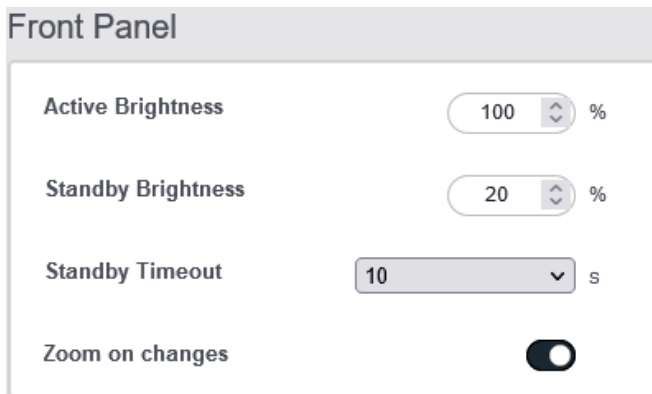 Front Panel
Active Brightness 100 %
Standby Brightness 20 %
Standby Timeout 10 s
Zoom on changes